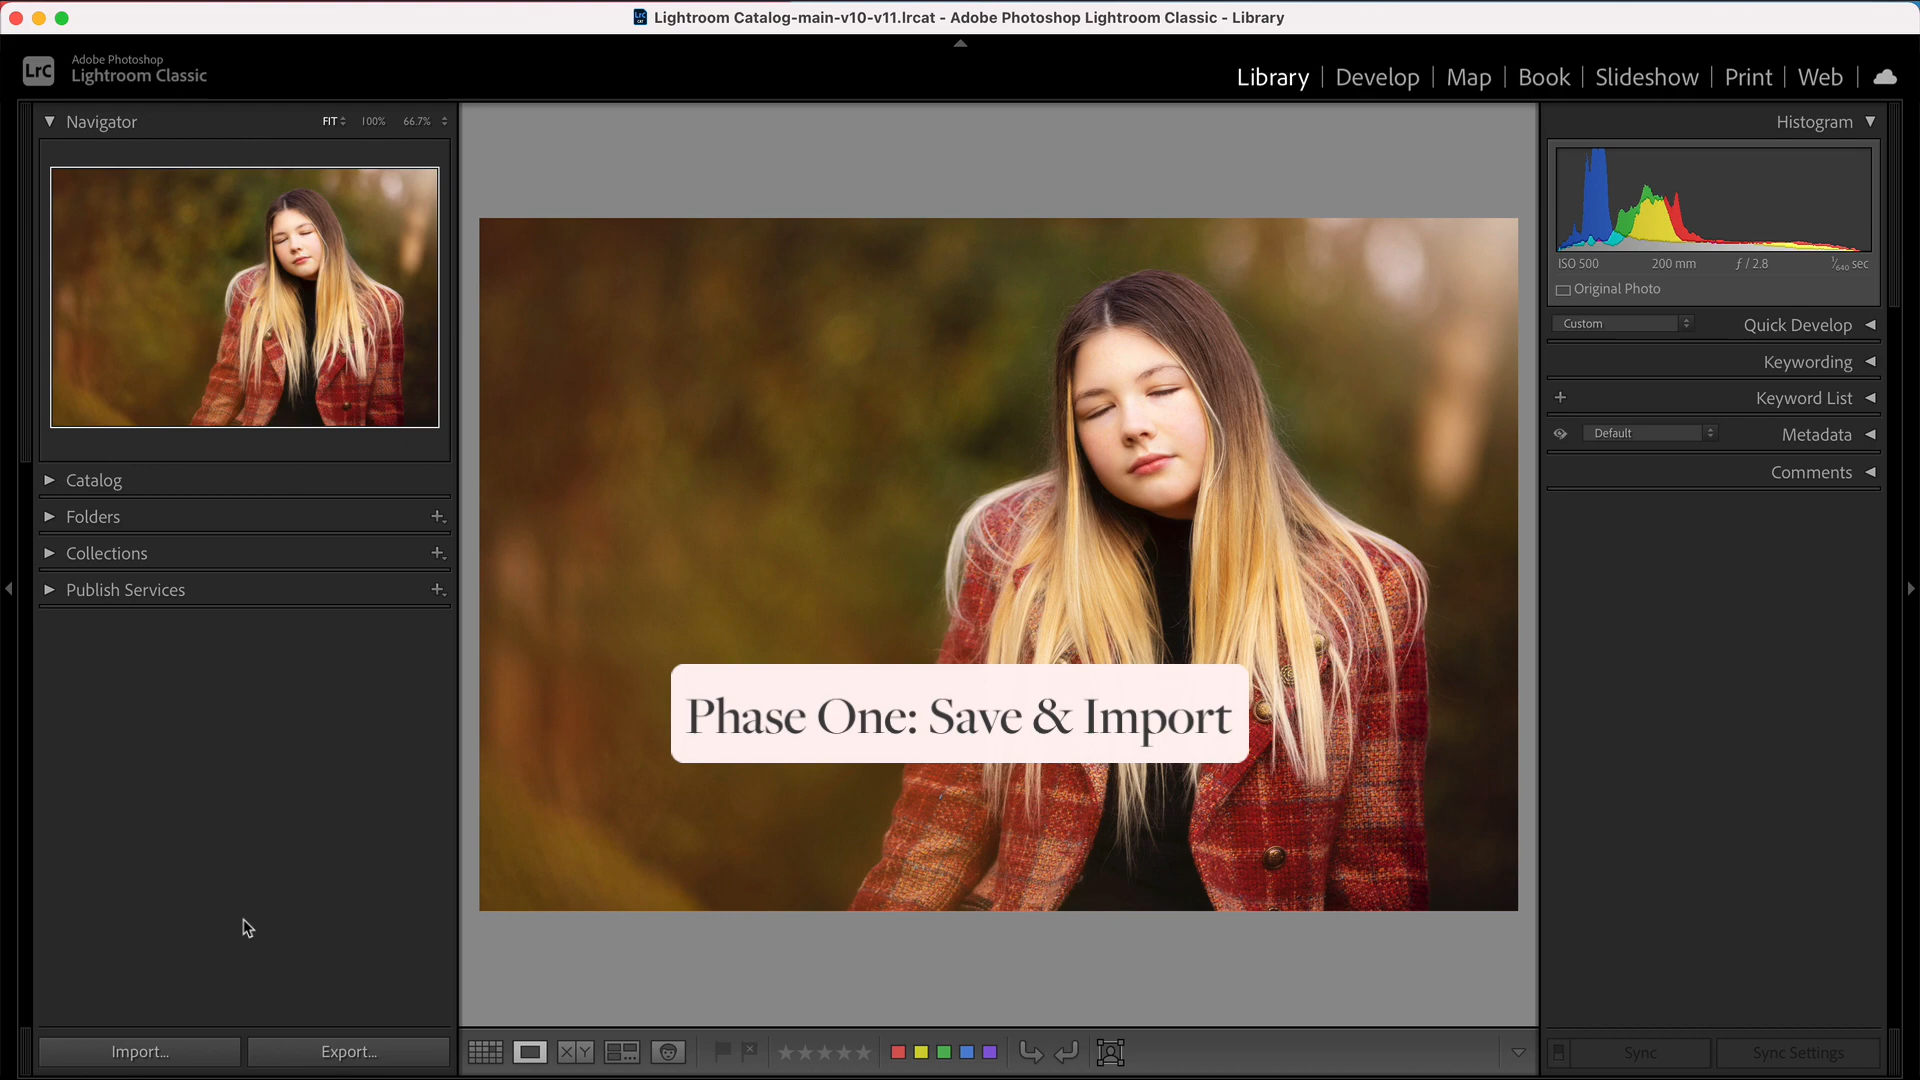 Lightroom Catalog-main-v10-v11.lrcat - Adobe Photoshop Lightroom Classic - Library
LrC
Adobe Photoshop
Lightroom Classic
Library | Develop | Map | Book | Slideshow | Print | Web
Navigator
FIT
100%
66.7%
Histogram
ISO 500
200 mm
ƒ / 2.8
1/640 sec
Original Photo
Custom
Quick Develop
Keywording
Keyword List
Default
Metadata
Comments
Catalog
Folders
Collections
Publish Services
Phase One: Save & Import
Import...
Export...
X Y
Sync
Sync Settings